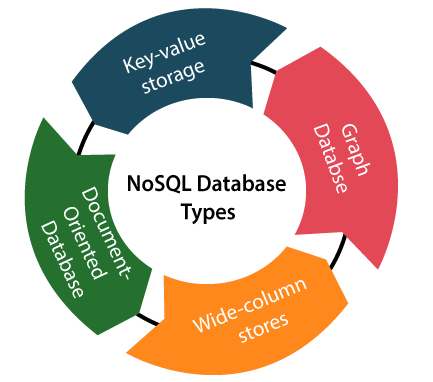 NoSQL Database
Types
Key-value
storage
Graph
Databse
Wide-column
stores
Document-
Oriented
Database